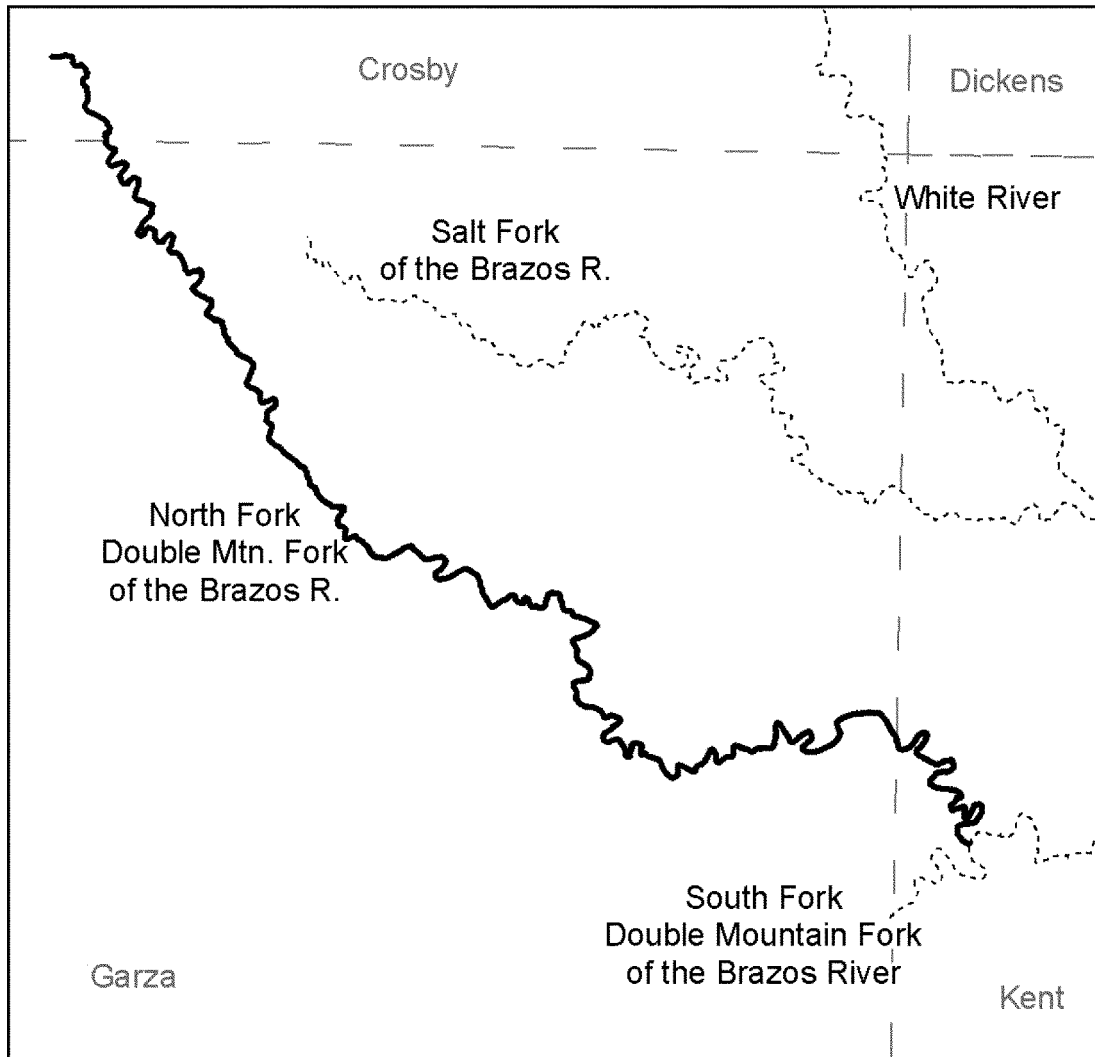 Crosby
Dickens
White River
Salt Fork
of the Brazos R.
North Fork
Double Mtn. Fork
of the Brazos R.
South Fork
Double Mountain Fork
of the Brazos River
Garza
Kent